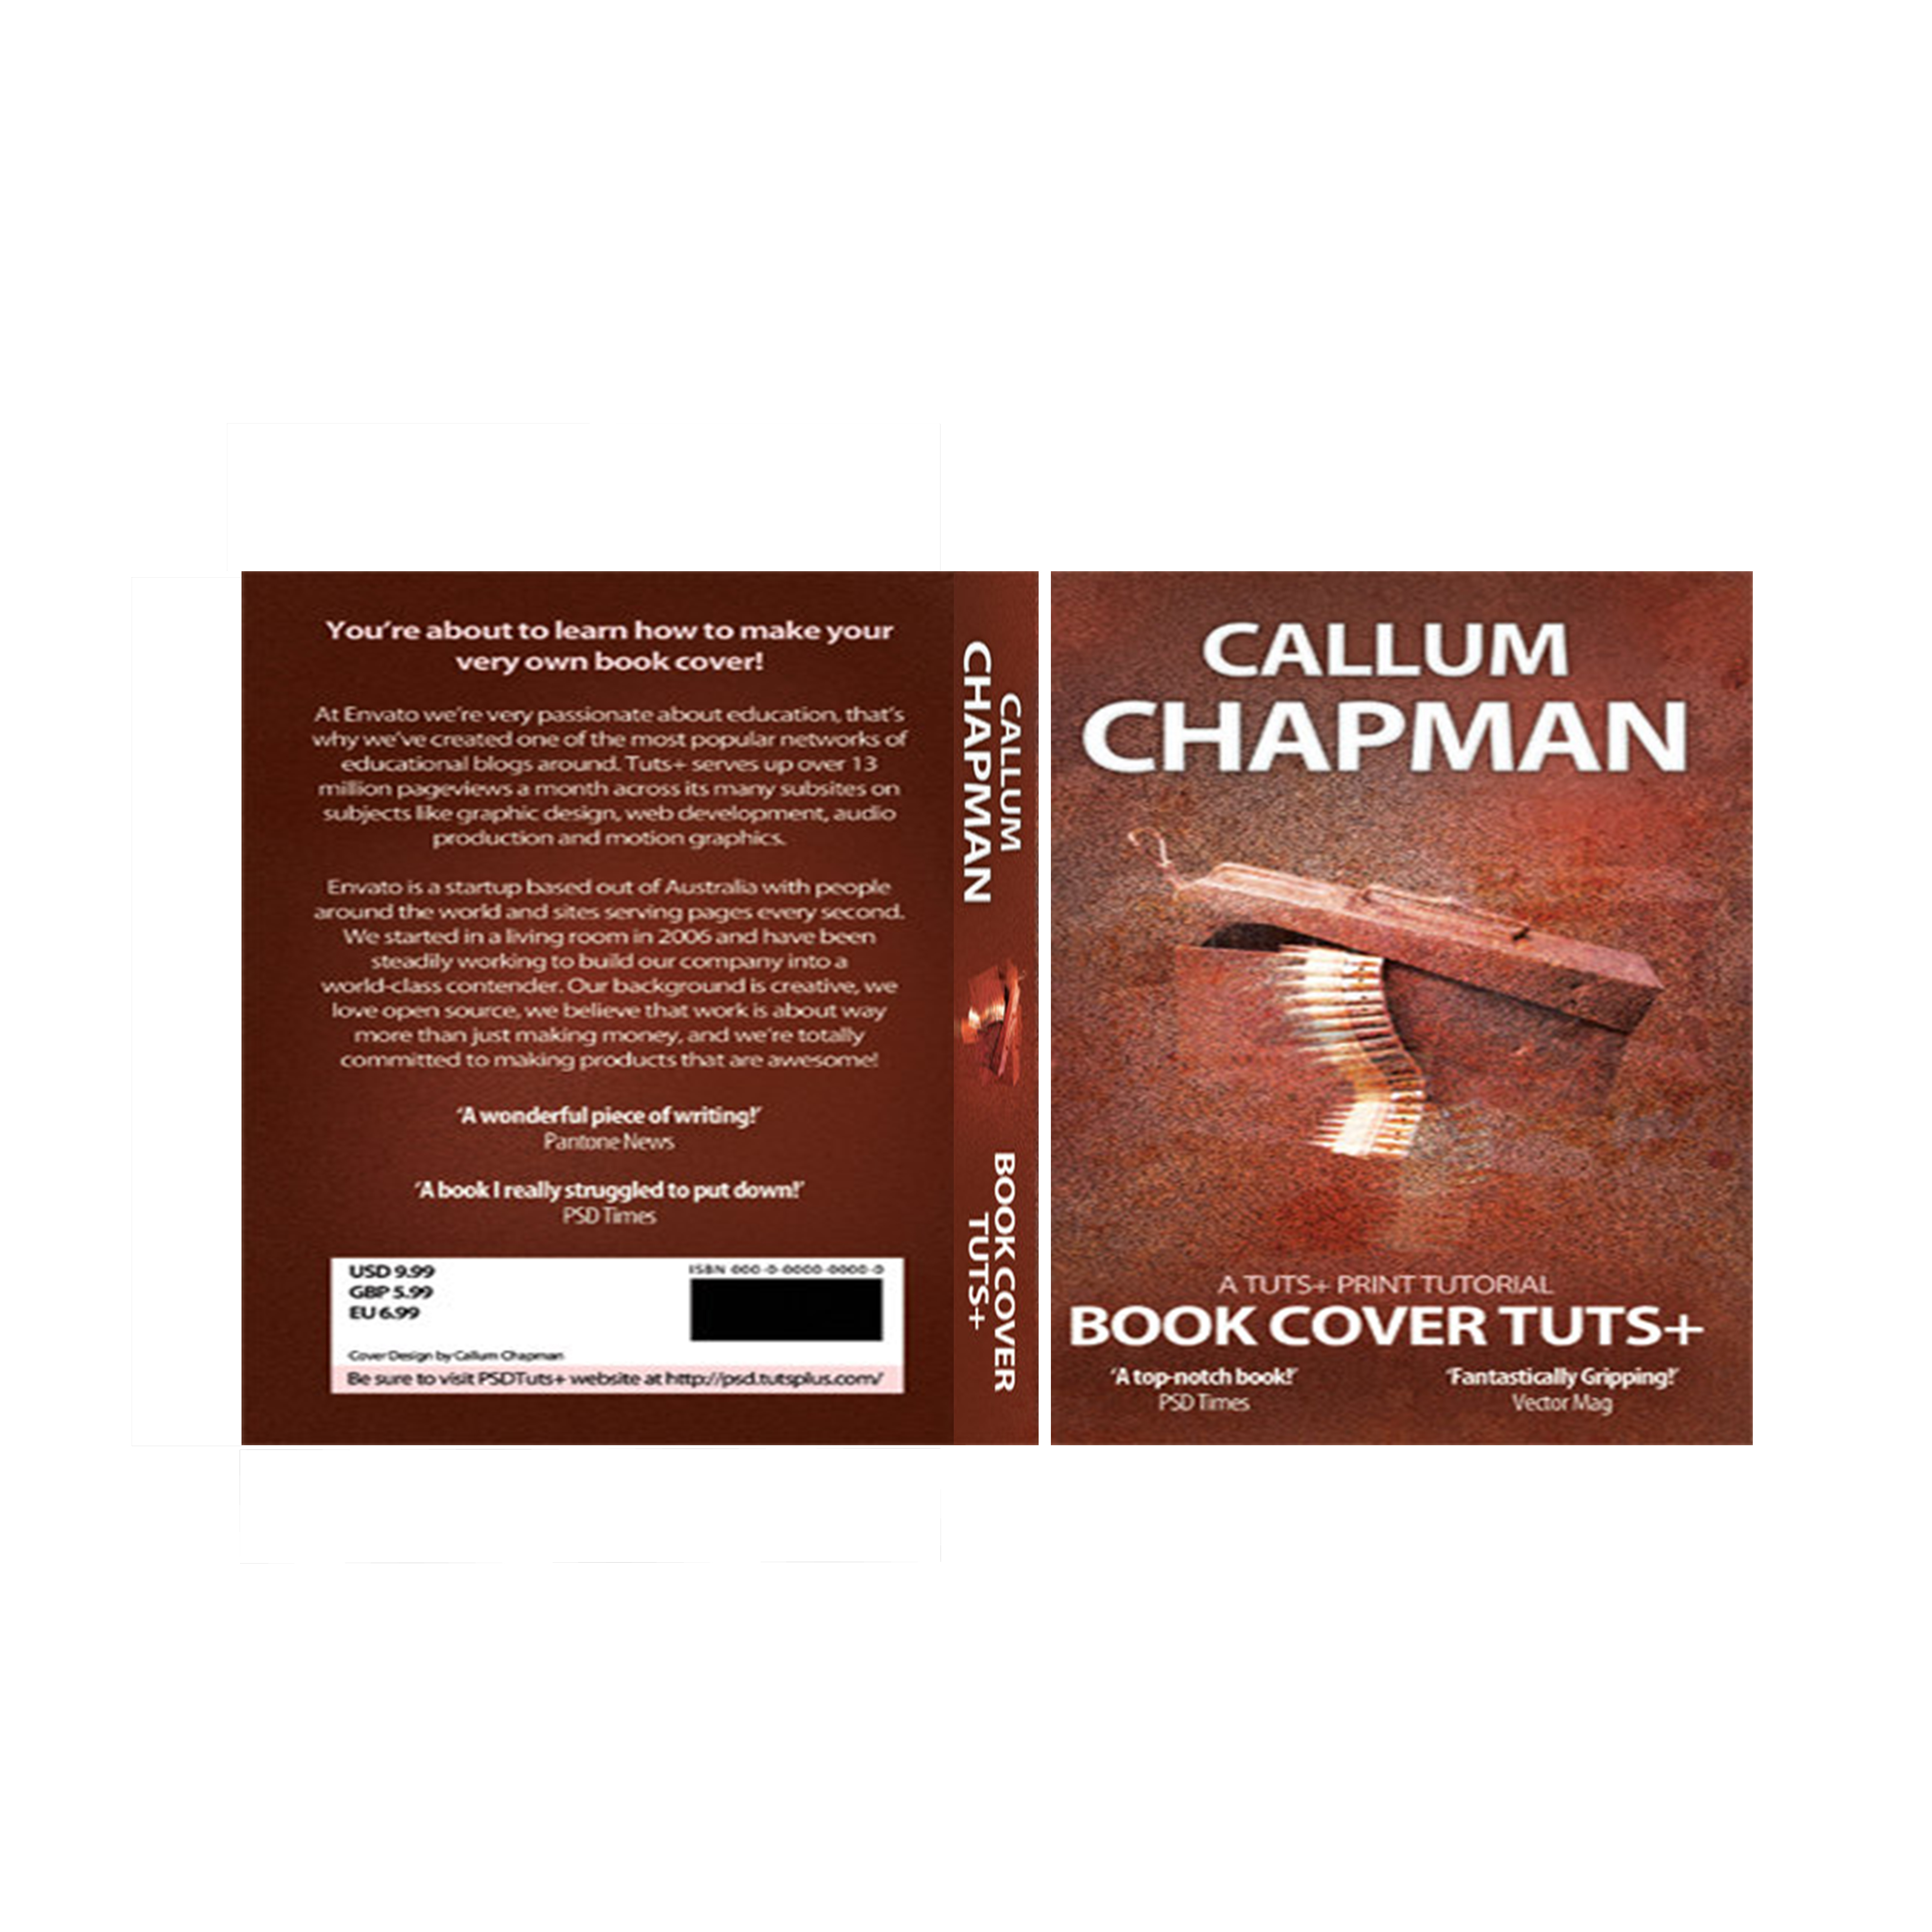 You're about to learn how to make your
very own book cover!
At Envato we're very passionate about education, that's
why we've created one of the most popular networks of
educational blogs around. Tuts+ serves up over 13
million pageviews a month across its many subsites on
subjects like graphic design, web development, audio
production and motion graphics.
Envato is a startup based out of Australia with people
around the world and sites serving pages every second.
We started in a living room in 2006 and have been
steadily working to build our company into a
world-class contender. Our background is creative, we
love open source, we believe that work is about way
more than just making money, and we're totally
committed to making products that are awesome!
'A wonderful piece of writing!'
Pantone News
'A book I really struggled to put down!'
PSD Times
USD 9.99
GBP 5.99
EU 6.99
ISBN 000-0-0000-0000-0
Cover Design by Callum Chapman
Be sure to visit PSDTuts+ website at http://psd.tutsplus.com/
CALLUM
CHAPMAN
BOOK COVER
TUTS+
CALLUM
CHAPMAN
A TUTS+ PRINT TUTORIAL
BOOK COVER TUTS+
'A top-notch book!'
PSD Times
'Fantastically Gripping!'
Vector Mag